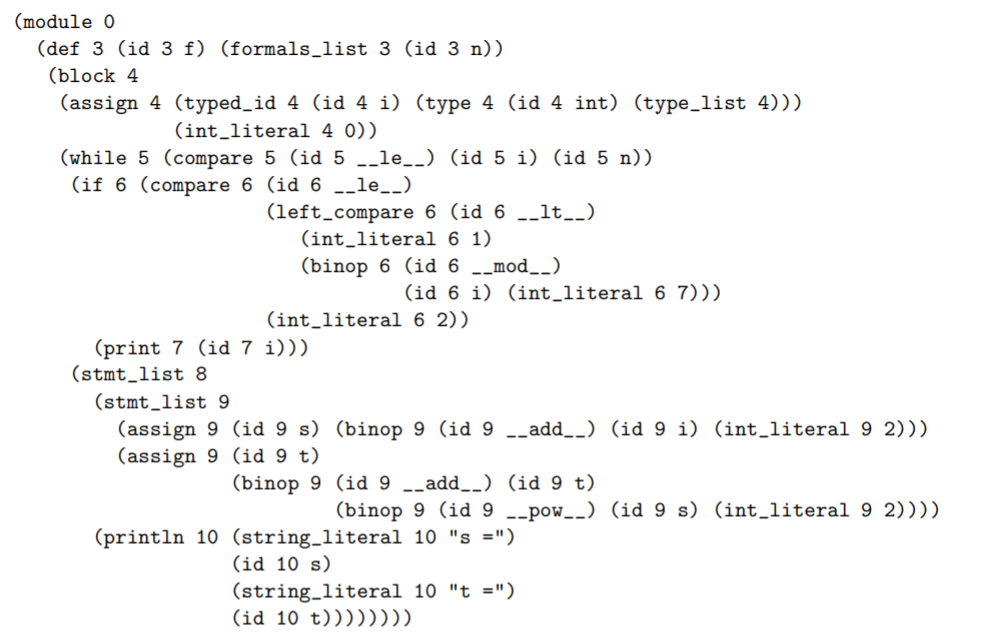 (module 0
(def 3 (id 3 f) (formals_list 3 (id 3 n))
(block 4
(assign 4 (typed_id 4 (id 4 i) (type 4 (id 4 int) (type_list 4)))
(int_literal 4 0))
(while 5 (compare 5 (id 5 __le__) (id 5 i) (id 5 n))
(if 6 (compare 6 (id 6 __le__)
(left_compare 6 (id 6 __lt__)
(int_literal 6 1)
(binop 6 (id 6 __mod__)
(id 6 i) (int_literal 6 7)))
(int_literal 6 2))
(print 7 (id 7 i)))
(stmt_list 8
(stmt_list 9
(assign 9 (id 9 s) (binop 9 (id 9 __add__) (id 9 i) (int_literal 9 2)))
(assign 9 (id 9 t)
(binop 9 (id 9 __add__) (id 9 t)
(binop 9 (id 9 __pow__) (id 9 s) (int_literal 9 2))))
(println 10 (string_literal 10 "s =")
(id 10 s)
(string_literal 10 "t =")
(id 10 t))))))))